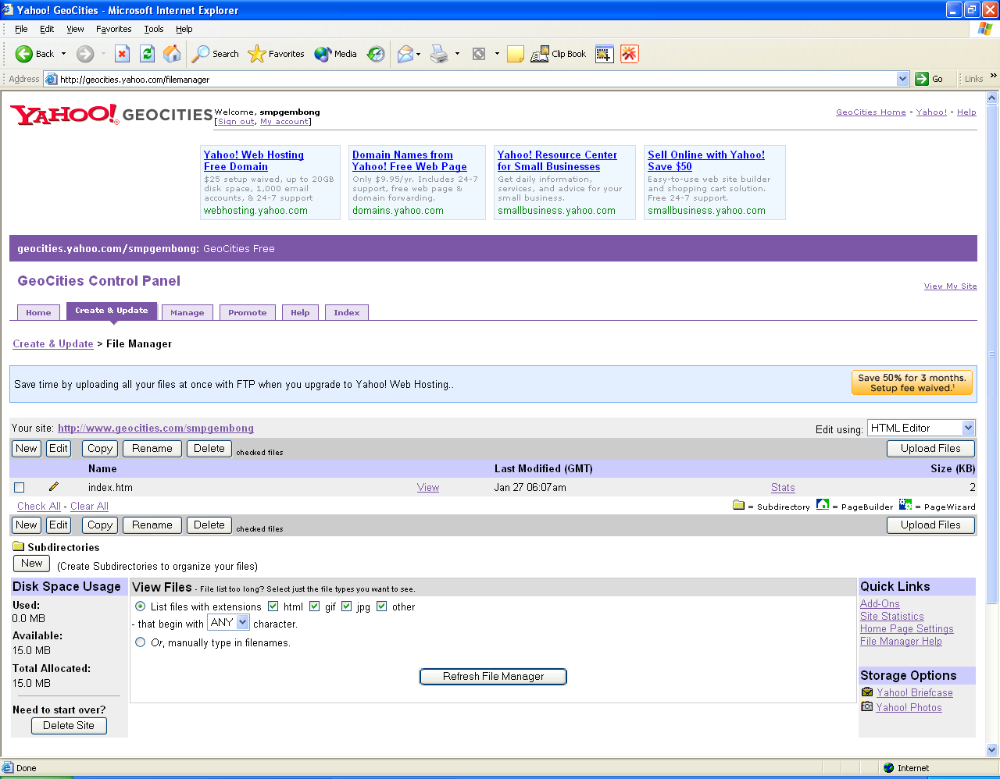 Yahoo! GeoCities - Microsoft Internet Explorer
File Edit View Favorites Tools Help
Back Search Favorites Media Clip Book
Address http://geocities.yahoo.com/filemanager Go Links »
YAHOO! GEOCITIES
Welcome, smpgembong
[Sign out, My account]
GeoCities Home - Yahoo! - Help
Yahoo! Web Hosting
Free Domain
$25 setup waived, up to 20GB
disk space, 1,000 email
accounts, & 24-7 support
webhosting.yahoo.com
Domain Names from
Yahoo! Free Web Page
Only $9.95/yr. Includes 24-7
support, free web page &
domain forwarding.
domains.yahoo.com
Yahoo! Resource Center
for Small Businesses
Get daily information,
services, and advice for your
small business.
smallbusiness.yahoo.com
Sell Online with Yahoo!
Save $50
Easy-to-use web site builder
and shopping cart solution.
Free 24-7 support.
smallbusiness.yahoo.com
geocities.yahoo.com/smpgembong: GeoCities Free
GeoCities Control Panel
View My Site
Home Create & Update Manage Promote Help Index
Create & Update > File Manager
Save time by uploading all your files at once with FTP when you upgrade to Yahoo! Web Hosting..
Save 50% for 3 months.
Setup fee waived.¹
Your site: http://www.geocities.com/smpgembong
Edit using: HTML Editor
New Edit Copy Rename Delete checked files Upload Files
Name Last Modified (GMT) Size (KB)
index.htm View Jan 27 06:07am Stats 2
Check All - Clear All = Subdirectory = PageBuilder = PageWizard
New Edit Copy Rename Delete checked files Upload Files
Subdirectories
New (Create Subdirectories to organize your files)
Disk Space Usage
Used:
0.0 MB
Available:
15.0 MB
Total Allocated:
15.0 MB
Need to start over?
Delete Site
View Files - File list too long? Select just the file types you want to see.
List files with extensions html gif jpg other
- that begin with ANY character.
Or, manually type in filenames.
Refresh File Manager
Quick Links
Add-Ons
Site Statistics
Home Page Settings
File Manager Help
Storage Options
Yahoo! Briefcase
Yahoo! Photos
Done Internet